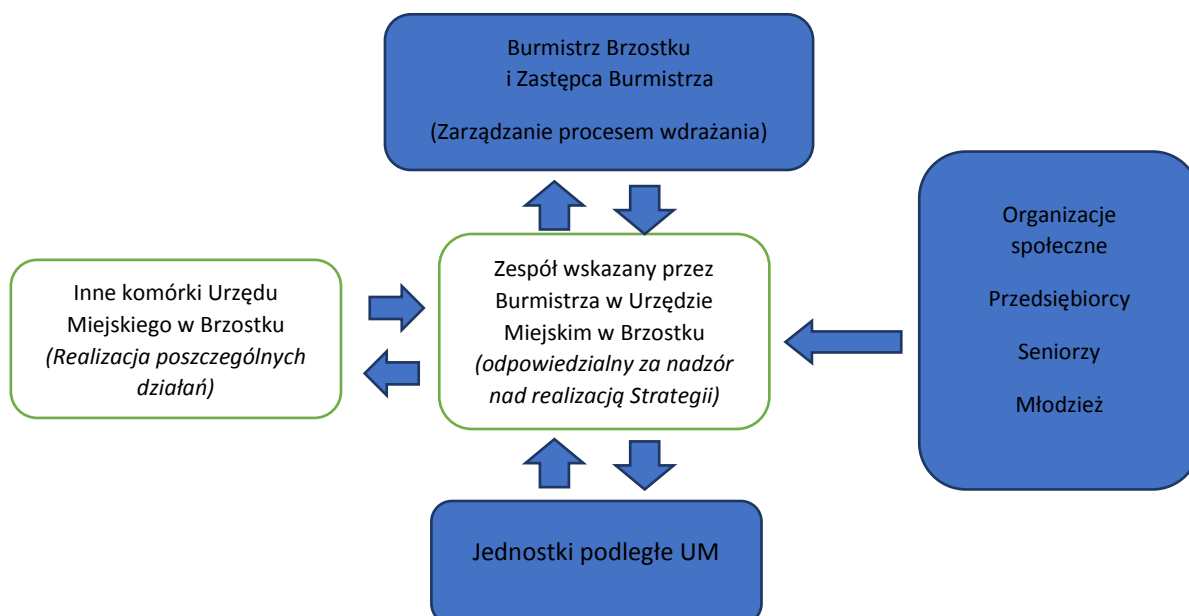 Burmistrz Brzostku
i Zastępca Burmistrza
(Zarządzanie procesem wdrażania)
Inne komórki Urzędu
Miejskiego w Brzostku
(Realizacja poszczególnych
działań)
Zespół wskazany przez
Burmistrza w Urzędzie
Miejskim w Brzostku
(odpowiedzialny za nadzór
nad realizacją Strategii)
Organizacje
społeczne
Przedsiębiorcy
Seniorzy
Młodzież
Jednostki podległe UM